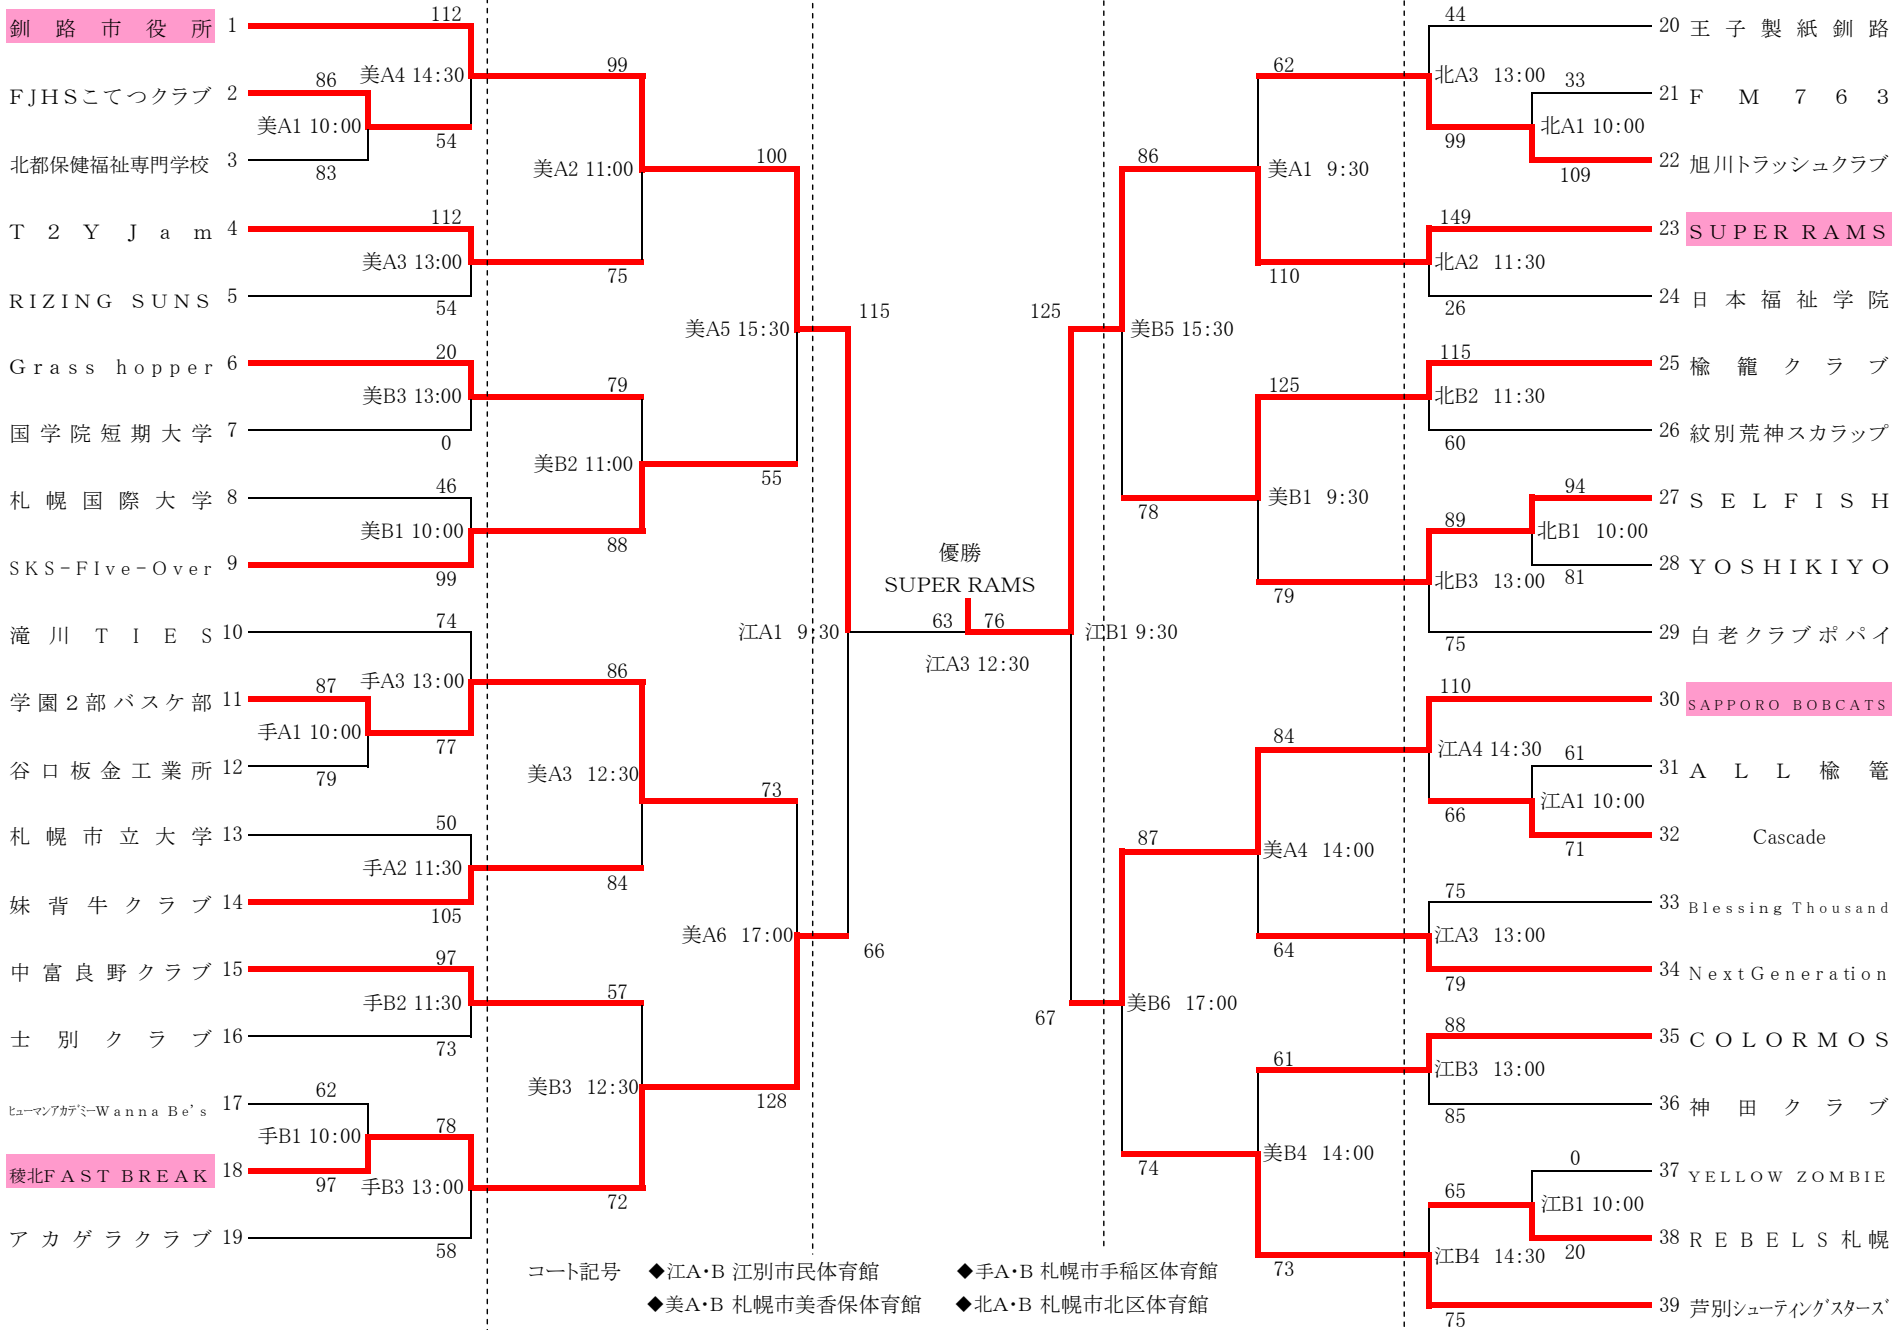 釧路市役所 1
112
美A4 14:30
FJHSこてつクラブ 2
86
美A1 10:00
54
北都保健福祉専門学校 3
83
99
美A2 11:00
T2YJam 4
112
美A3 13:00
75
RIZING SUNS 5
54
100
美A5 15:30
Grass hopper 6
20
美B3 13:00
79
国学院短期大学 7
0
美B2 11:00
55
札幌国際大学 8
46
美B1 10:00
88
SKS-FIve-Over 9
99
115
江A1 9:30
滝川TIES 10
74
手A3 13:00
86
学園2部バスケ部 11
87
手A1 10:00
77
谷口板金工業所 12
79
美A3 12:30
73
札幌市立大学 13
50
手A2 11:30
84
妹背牛クラブ 14
105
美A6 17:00
66
中富良野クラブ 15
97
手B2 11:30
57
士別クラブ 16
73
美B3 12:30
128
ヒューマンアカデミーWanna Be's 17
62
手B1 10:00
78
稜北FAST BREAK 18
97
手B3 13:00
72
アカゲラクラブ 19
58
優勝
SUPER RAMS
63 76
江A3 12:30
44
20 王子製紙釧路
62
北A3 13:00
33
21 FM763
北A1 10:00
99
22 旭川トラッシュクラブ
109
86
美A1 9:30
149
23 SUPER RAMS
北A2 11:30
110
24 日本福祉学院
26
125
美B5 15:30
115
25 楡籠クラブ
125
北B2 11:30
26 紋別荒神スカラップ
60
78
美B1 9:30
94
27 SELFISH
89
北B1 10:00
28 YOSHIKIYO
81
北B3 13:00
79
29 白老クラブポパイ
75
江B1 9:30
110
30 SAPPORO BOBCATS
84
江A4 14:30
61
31 ALL楡篭
江A1 10:00
66
32 Cascade
71
87
美A4 14:00
75
33 Blessing Thousand
江A3 13:00
64
34 NextGeneration
79
67
美B6 17:00
88
35 COLORMOS
61
江B3 13:00
36 神田クラブ
85
74
美B4 14:00
0
37 YELLOW ZOMBIE
65
江B1 10:00
38 REBELS札幌
20
江B4 14:30
73
39 芦別シューティングスターズ
75
コート記号 ◆江A・B 江別市民体育館 ◆手A・B 札幌市手稲区体育館
◆美A・B 札幌市美香保体育館 ◆北A・B 札幌市北区体育館